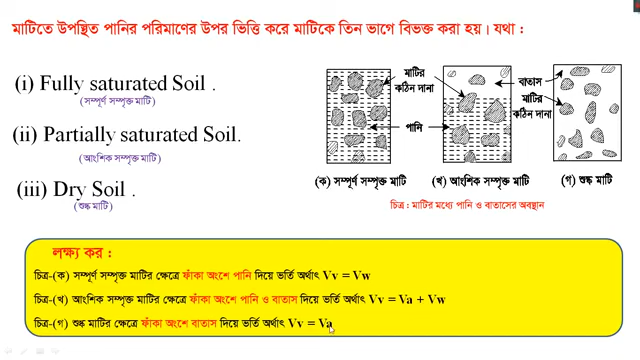 মাটিতে উপস্থিত পানির পরিমাণের উপর ভিত্তি করে মাটিকে তিন ভাগে বিভক্ত করা হয়। যথা :
(i) Fully saturated Soil .
(সম্পূর্ণ সম্পৃক্ত মাটি)
(ii) Partially saturated Soil.
(আংশিক সম্পৃক্ত মাটি)
(iii) Dry Soil .
(শুষ্ক মাটি)
মাটির কঠিন দানা
পানি
বাতাস
মাটির কঠিন দানা
(ক) সম্পূর্ণ সম্পৃক্ত মাটি (খ) আংশিক সম্পৃক্ত মাটি (গ) শুষ্ক মাটি
চিত্র : মাটির মধ্যে পানি ও বাতাসের অবস্থান
লক্ষ্য কর :
চিত্র-(ক) সম্পূর্ণ সম্পৃক্ত মাটির ক্ষেত্রে ফাঁকা অংশে পানি দিয়ে ভর্তি অর্থাৎ Vv = Vw
চিত্র-(খ) আংশিক সম্পৃক্ত মাটির ক্ষেত্রে ফাঁকা অংশে পানি ও বাতাস দিয়ে ভর্তি অর্থাৎ Vv = Va + Vw
চিত্র-(গ) শুষ্ক মাটির ক্ষেত্রে ফাঁকা অংশে বাতাস দিয়ে ভর্তি অর্থাৎ Vv = Va